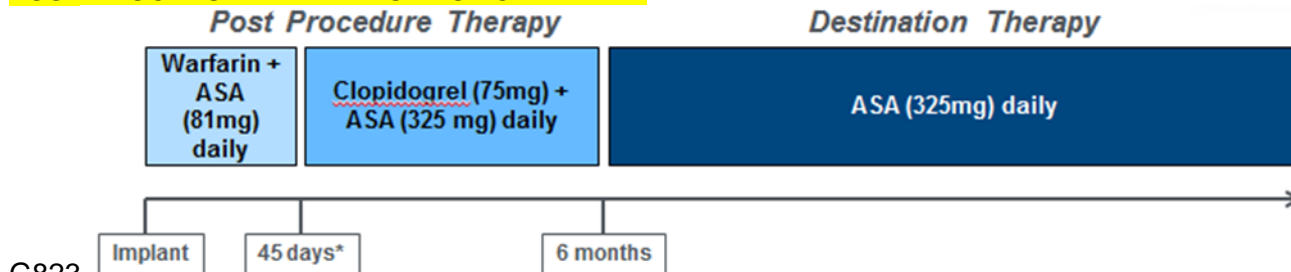 Post Procedure Therapy
Destination Therapy
Warfarin +
ASA
(81mg)
daily
Clopidogrel (75mg) +
ASA (325 mg) daily
ASA (325mg) daily
Implant
45 days*
6 months